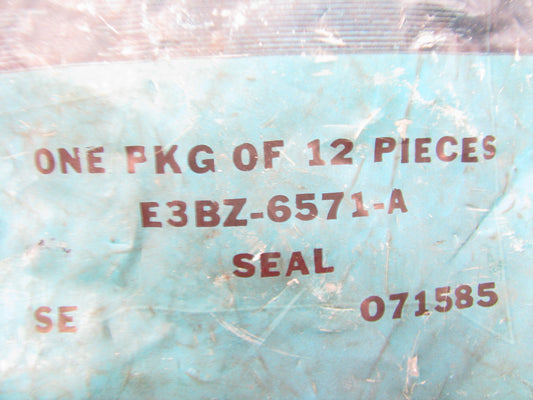 ONE PKG OF 12 PIECES
E3BZ-6571-A
SEAL
SE 071585